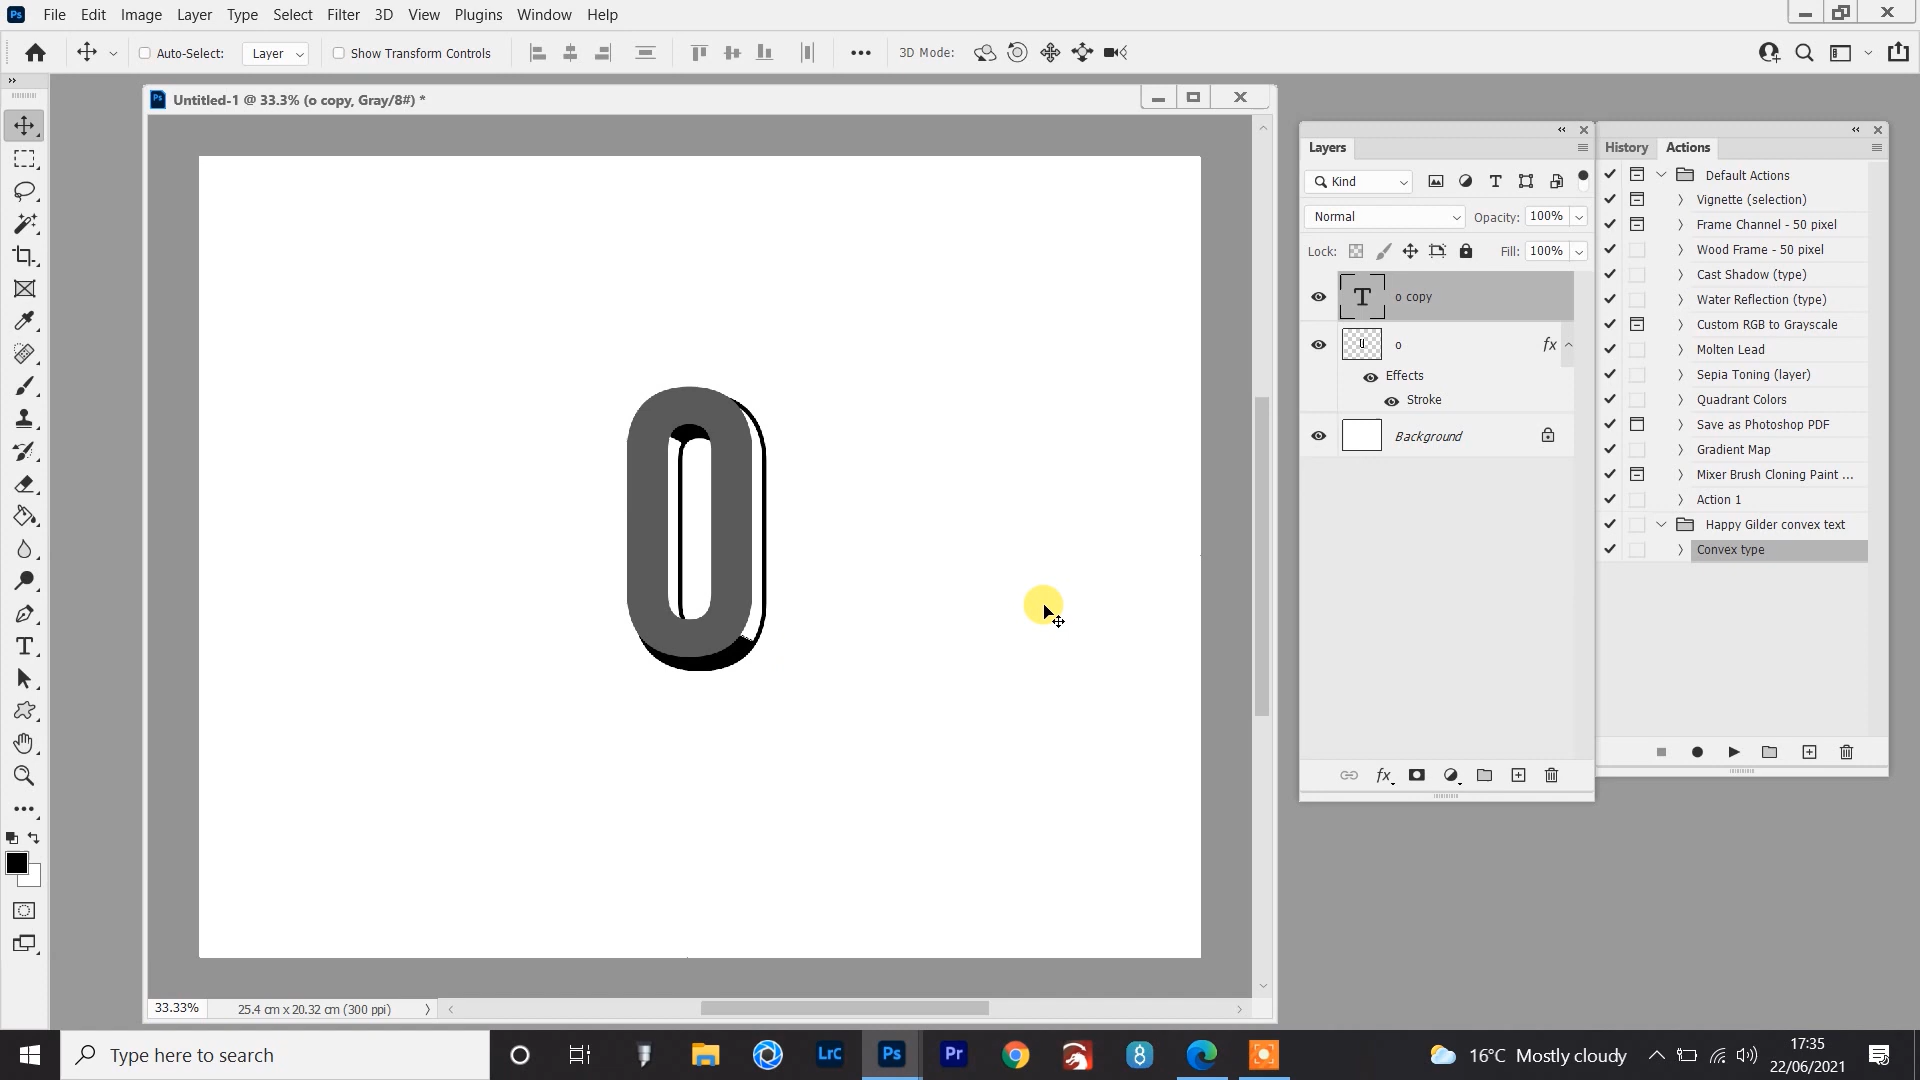 Ps File Edit Image Layer Type Select Filter 3D View Plugins Window Help
Auto-Select: Layer Show Transform Controls 3D Mode:
Untitled-1 @ 33.3% (o copy, Gray/8#) *
0
33.33% 25.4 cm x 20.32 cm (300 ppi)
Layers
Kind
Normal Opacity: 100%
Lock: Fill: 100%
T o copy
o fx
Effects
Stroke
Background
fx
History Actions
Default Actions
Vignette (selection)
Frame Channel - 50 pixel
Wood Frame - 50 pixel
Cast Shadow (type)
Water Reflection (type)
Custom RGB to Grayscale
Molten Lead
Sepia Toning (layer)
Quadrant Colors
Save as Photoshop PDF
Gradient Map
Mixer Brush Cloning Paint ...
Action 1
Happy Gilder convex text
Convex type
Type here to search
LrC Ps Pr 8
16°C Mostly cloudy
17:35
22/06/2021